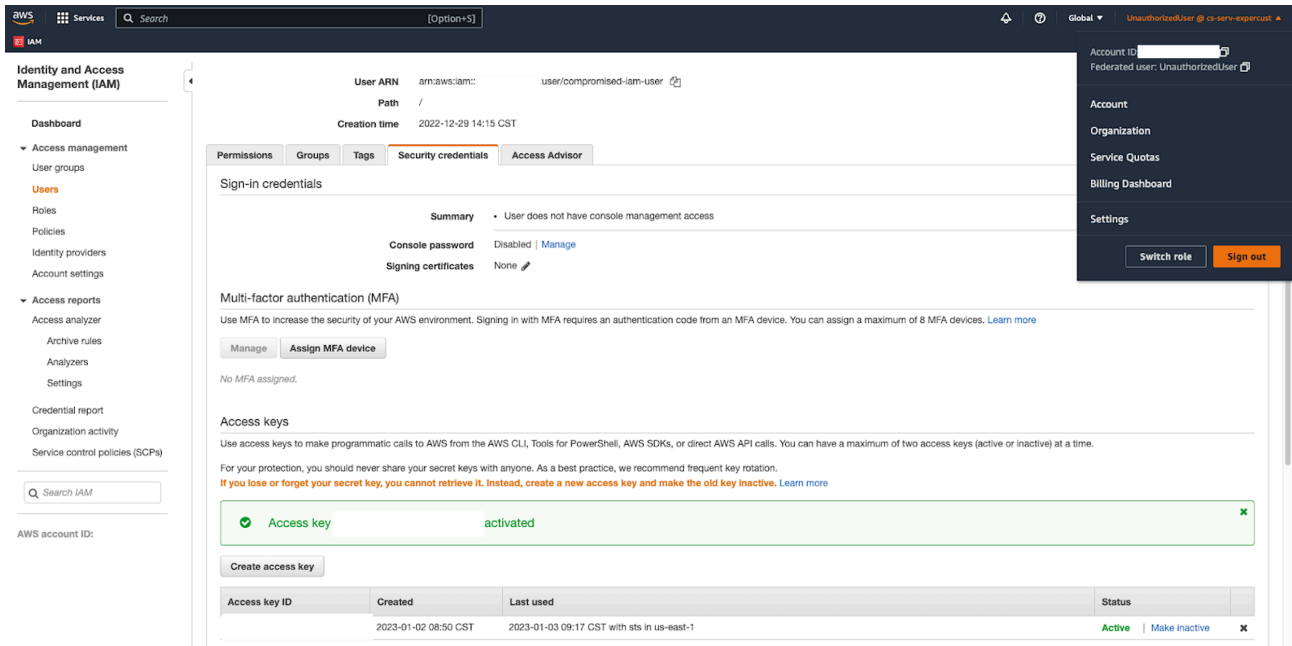 aws
Services
Search [Option+S]
Global
UnauthorizedUser @ cs-serv-expercust
IAM
Account ID:
Federated user: UnauthorizedUser
Account
Organization
Service Quotas
Billing Dashboard
Settings
Switch role
Sign out
Identity and Access
Management (IAM)
Dashboard
Access management
User groups
Users
Roles
Policies
Identity providers
Account settings
Access reports
Access analyzer
Archive rules
Analyzers
Settings
Credential report
Organization activity
Service control policies (SCPs)
Search IAM
AWS account ID:
User ARN arn:aws:iam:: :user/compromised-iam-user
Path /
Creation time 2022-12-29 14:15 CST
Permissions Groups Tags Security credentials Access Advisor
Sign-in credentials
Summary • User does not have console management access
Console password Disabled | Manage
Signing certificates None
Multi-factor authentication (MFA)
Use MFA to increase the security of your AWS environment. Signing in with MFA requires an authentication code from an MFA device. You can assign a maximum of 8 MFA devices. Learn more
Manage Assign MFA device
No MFA assigned.
Access keys
Use access keys to make programmatic calls to AWS from the AWS CLI, Tools for PowerShell, AWS SDKs, or direct AWS API calls. You can have a maximum of two access keys (active or inactive) at a time.
For your protection, you should never share your secret keys with anyone. As a best practice, we recommend frequent key rotation.
If you lose or forget your secret key, you cannot retrieve it. Instead, create a new access key and make the old key inactive. Learn more
Access key activated
Create access key
Access key ID Created Last used Status
2023-01-02 08:50 CST 2023-01-03 09:17 CST with sts in us-east-1 Active | Make inactive